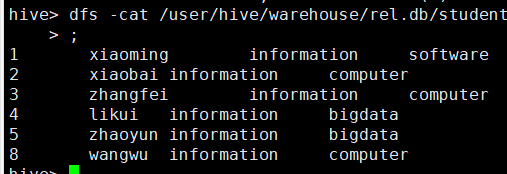 hive> dfs -cat /user/hive/warehouse/rel.db/student
    > ;
1       xiaoming        information     software
2       xiaobai information     computer
3       zhangfei        information     computer
4       likui   information     bigdata
5       zhaoyun information     bigdata
8       wangwu  information     computer
hive>